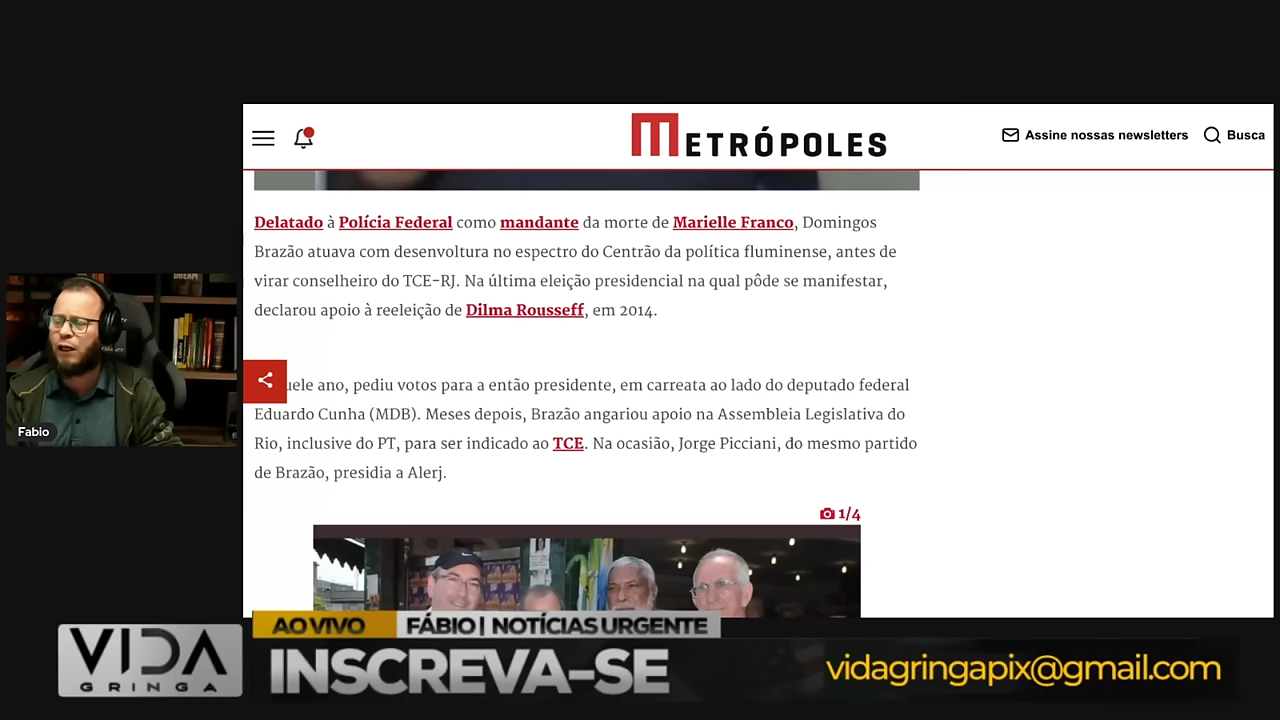 METRÓPOLES
Assine nossas newsletters
Busca
Delatado à Polícia Federal como mandante da morte de Marielle Franco, Domingos
Brazão atuava com desenvoltura no espectro do Centrão da política fluminense, antes de
virar conselheiro do TCE-RJ. Na última eleição presidencial na qual pôde se manifestar,
declarou apoio à reeleição de Dilma Rousseff, em 2014.
uele ano, pediu votos para a então presidente, em carreata ao lado do deputado federal
Eduardo Cunha (MDB). Meses depois, Brazão angariou apoio na Assembleia Legislativa do
Rio, inclusive do PT, para ser indicado ao TCE. Na ocasião, Jorge Picciani, do mesmo partido
de Brazão, presidia a Alerj.
1/4
Fabio
AO VIVO
FÁBIO | NOTÍCIAS URGENTE
VIDA
GRINGA
INSCREVA-SE
vidagringapix@gmail.com